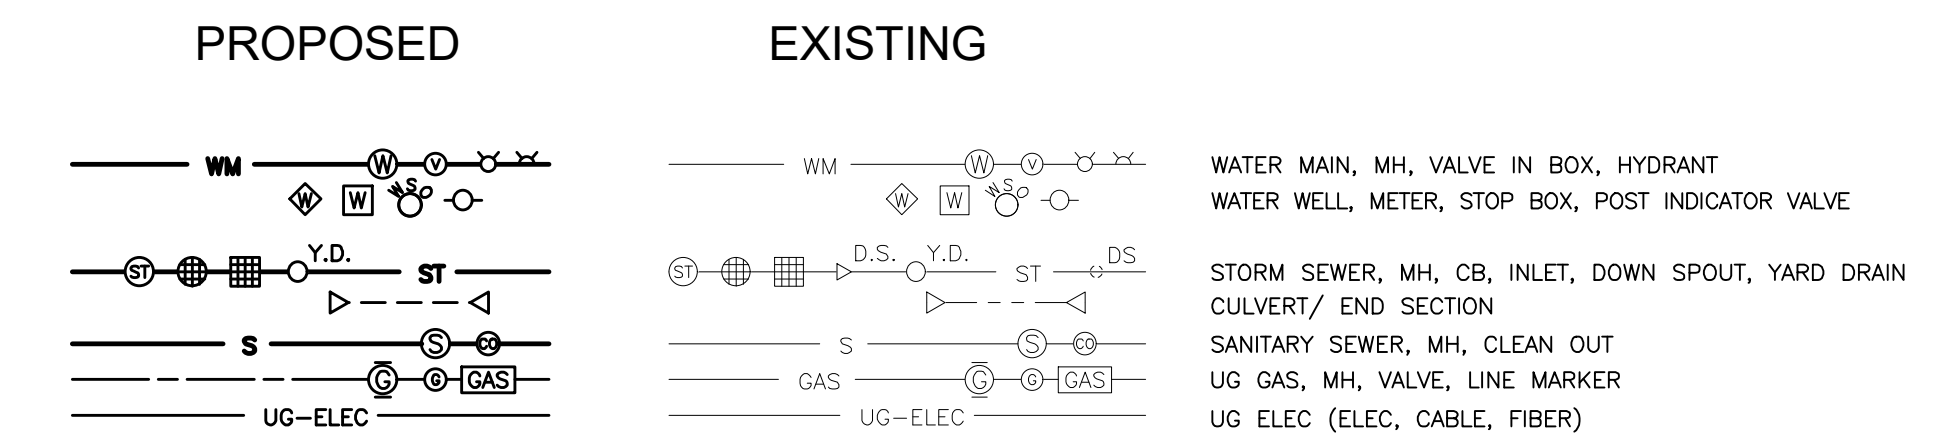 PROPOSED EXISTING
WM W V WM W V WATER MAIN, MH, VALVE IN BOX, HYDRANT
W W WSO W W WSO WATER WELL, METER, STOP BOX, POST INDICATOR VALVE
Y.D. D.S. Y.D. DS
ST ST ST ST STORM SEWER, MH, CB, INLET, DOWN SPOUT, YARD DRAIN
CULVERT/ END SECTION
S S CO S S CO SANITARY SEWER, MH, CLEAN OUT
G G GAS GAS G G GAS UG GAS, MH, VALVE, LINE MARKER
UG-ELEC UG-ELEC UG ELEC (ELEC, CABLE, FIBER)